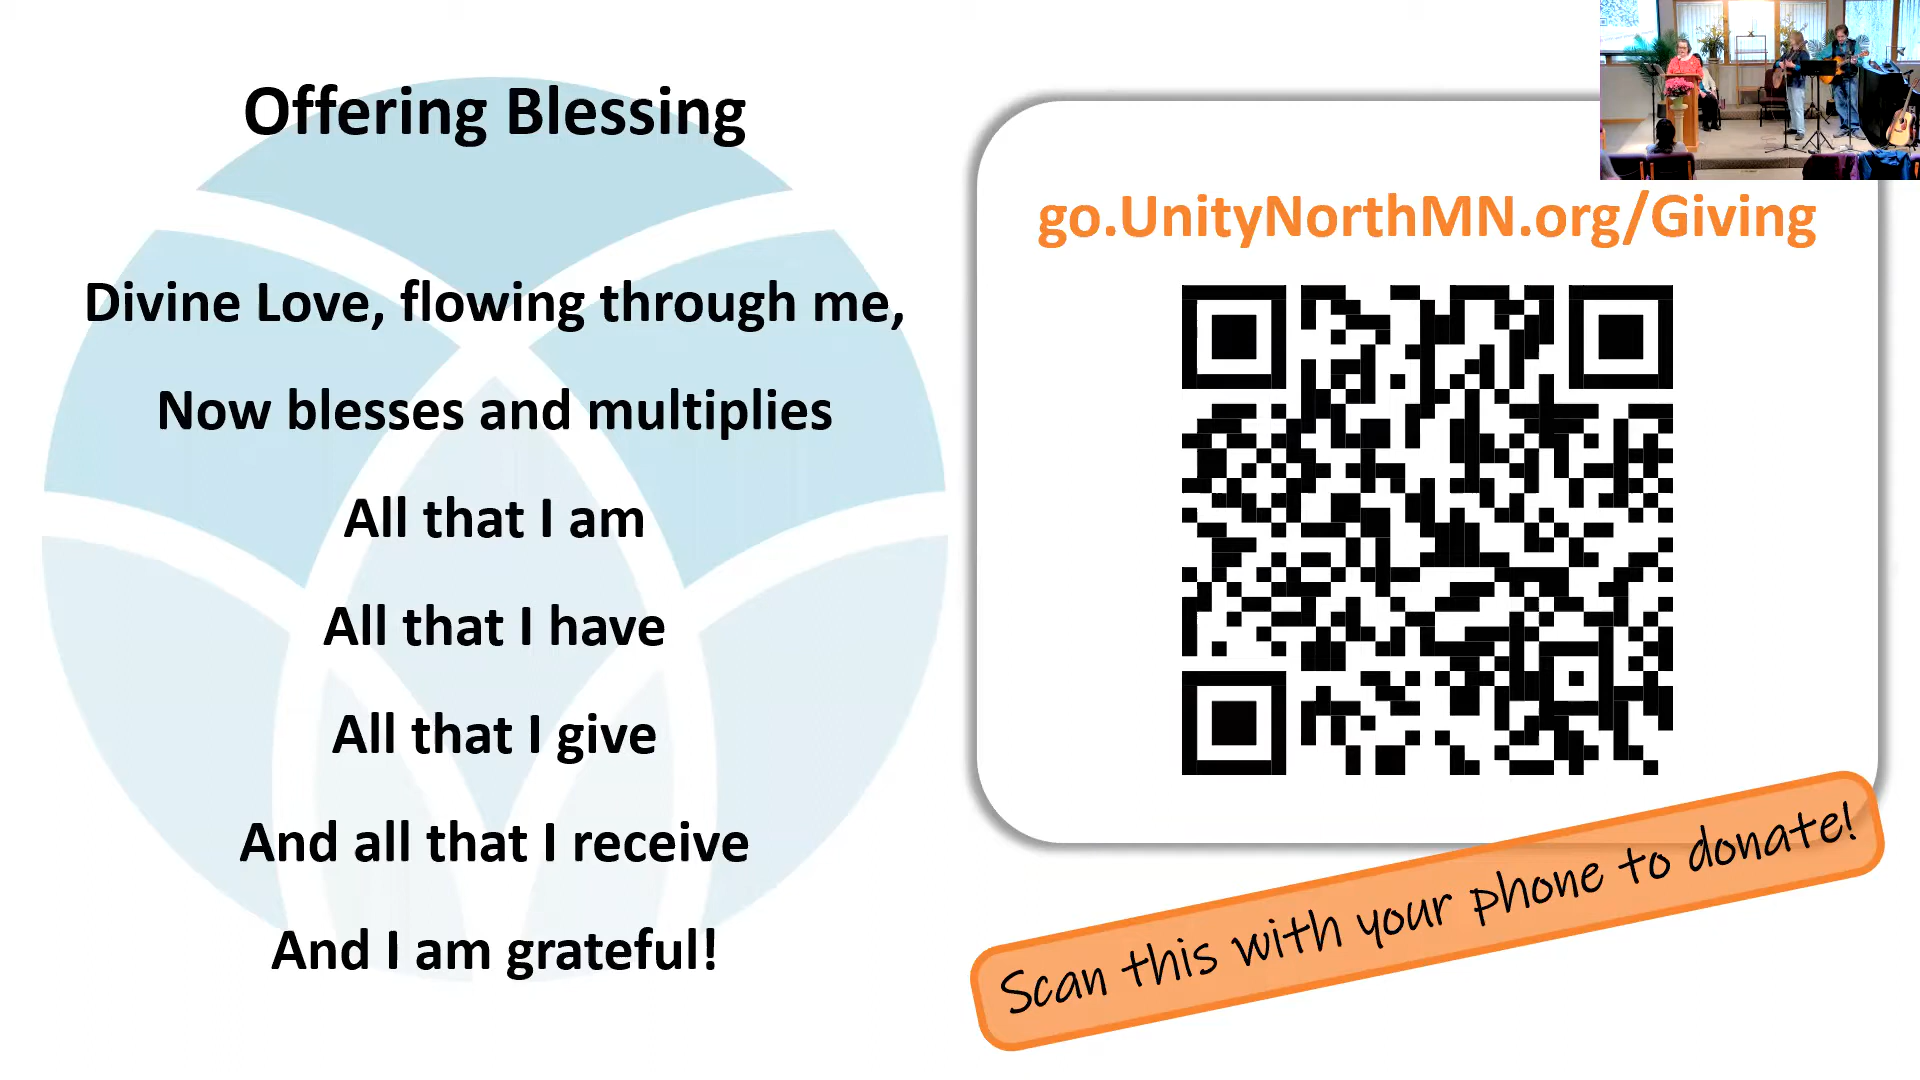 Offering Blessing
Divine Love, flowing through me,
Now blesses and multiplies
All that I am
All that I have
All that I give
And all that I receive
And I am grateful!
go.UnityNorthMN.org/Giving
Scan this with your phone to donate!